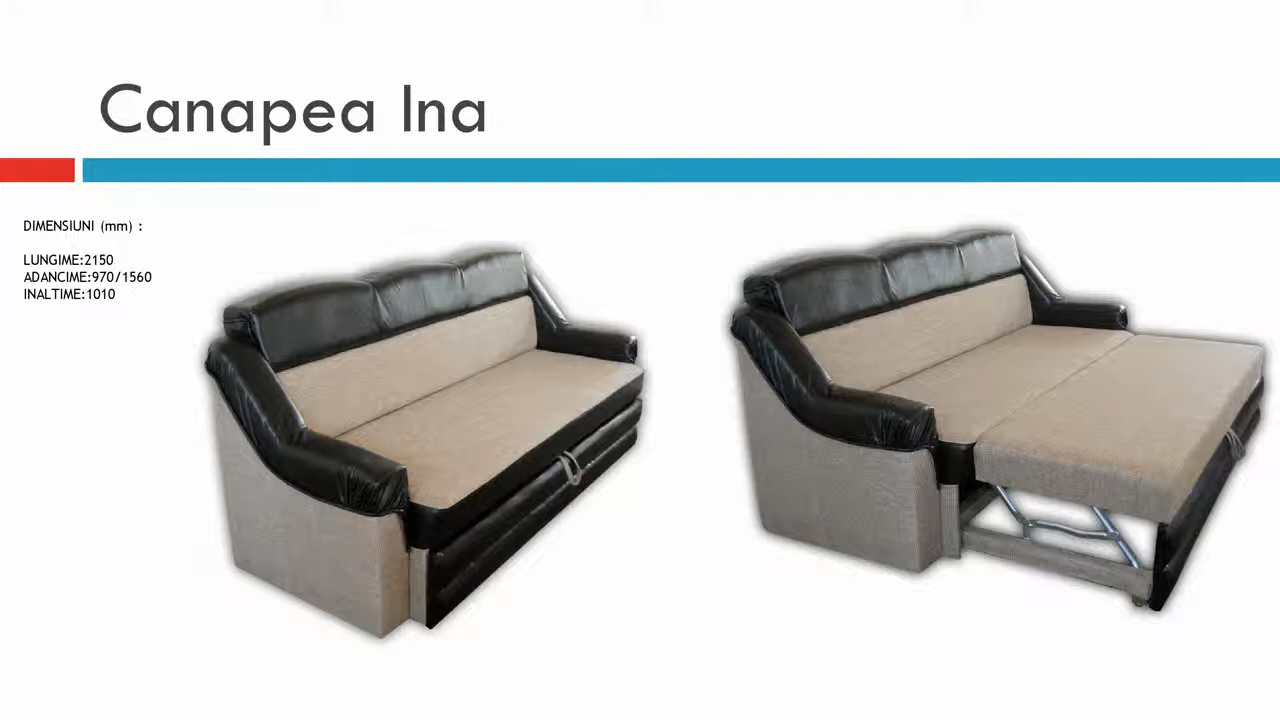 Canapea Ina
DIMENSIUNI (mm) :
LUNGIME:2150
ADANCIME:970/1560
INALTIME:1010